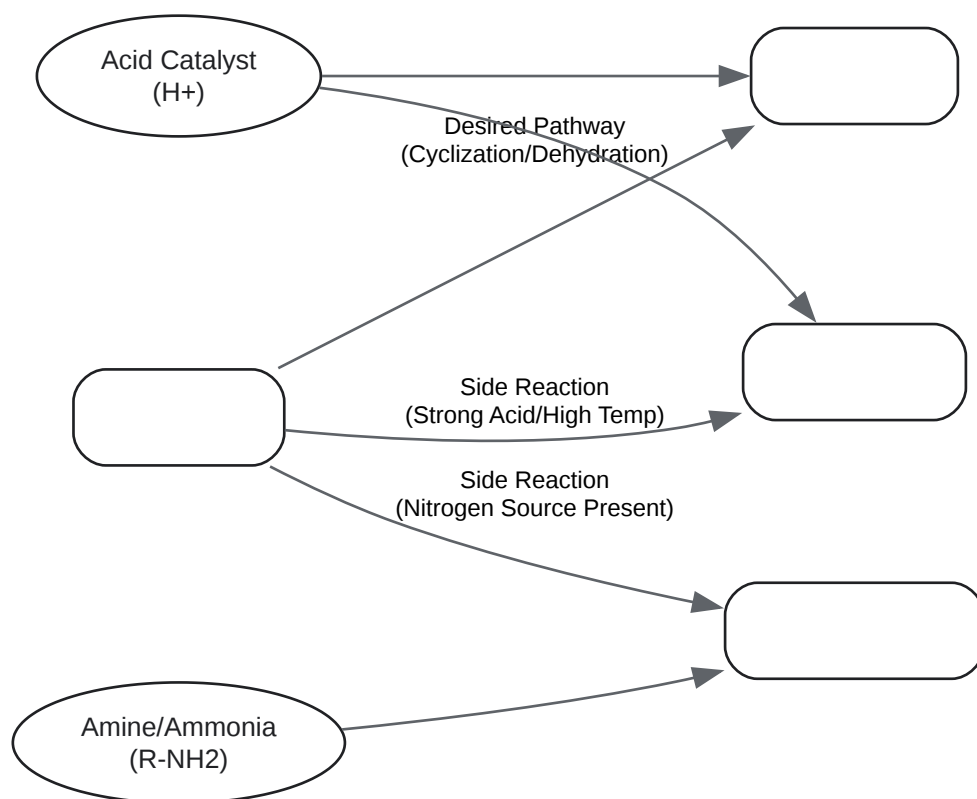 Acid Catalyst
(H+)
Desired Pathway
(Cyclization/Dehydration)
Side Reaction
(Strong Acid/High Temp)
Side Reaction
(Nitrogen Source Present)
Amine/Ammonia
(R-NH2)